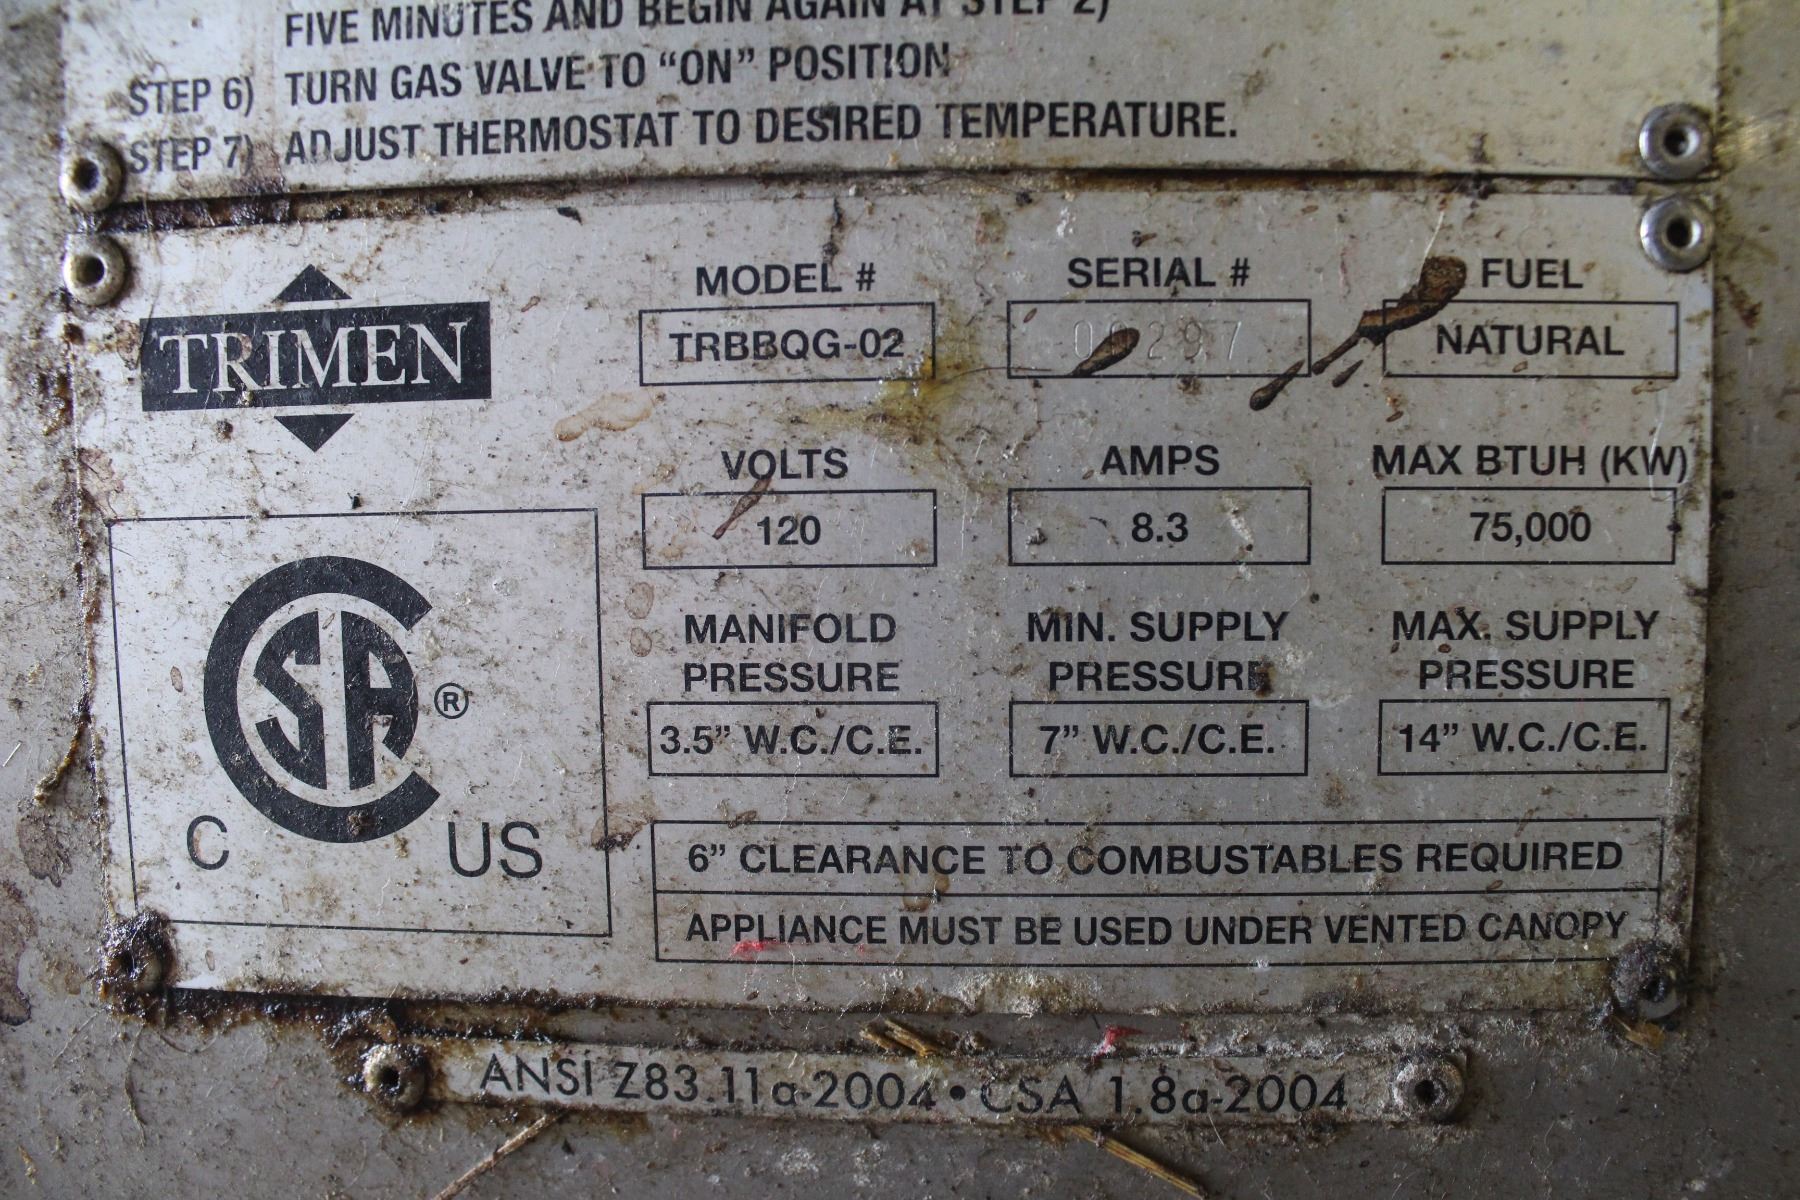 FIVE MINUTES AND BEGIN AGAIN AT STEP 2)
STEP 6) TURN GAS VALVE TO “ON” POSITION
STEP 7) ADJUST THERMOSTAT TO DESIRED TEMPERATURE.
TRIMEN
MODEL # SERIAL # FUEL
TRBBQG-02 NATURAL
VOLTS AMPS MAX BTUH (KW)
120 8.3 75,000
MANIFOLD PRESSURE MIN. SUPPLY PRESSURE MAX. SUPPLY PRESSURE
3.5” W.C./C.E. 7” W.C./C.E. 14” W.C./C.E.
CSA ®
C US
6” CLEARANCE TO COMBUSTABLES REQUIRED
APPLIANCE MUST BE USED UNDER VENTED CANOPY
ANSI Z83.11a-2004 • CSA 1.8a-2004